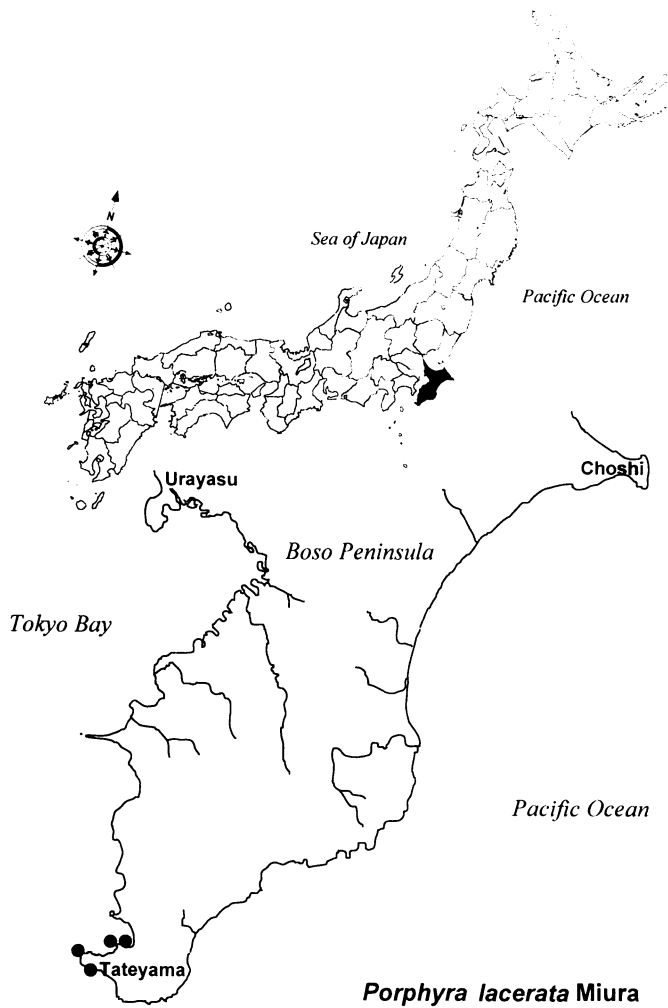 N
Sea of Japan
Pacific Ocean
Choshi
Urayasu
Boso Peninsula
Tokyo Bay
Pacific Ocean
Tateyama
Porphyra lacerata Miura